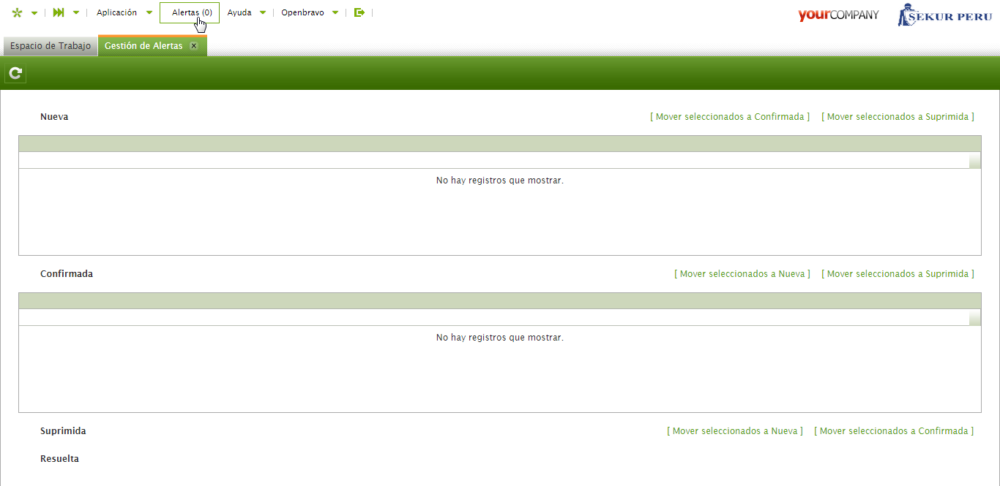 Aplicación Alertas (0) Ayuda Openbravo yourCOMPANY SEKUR PERU
Espacio de Trabajo Gestión de Alertas x
Nueva [ Mover seleccionados a Confirmada ] [ Mover seleccionados a Suprimida ]
No hay registros que mostrar.
Confirmada [ Mover seleccionados a Nueva ] [ Mover seleccionados a Suprimida ]
No hay registros que mostrar.
Suprimida [ Mover seleccionados a Nueva ] [ Mover seleccionados a Confirmada ]
Resuelta